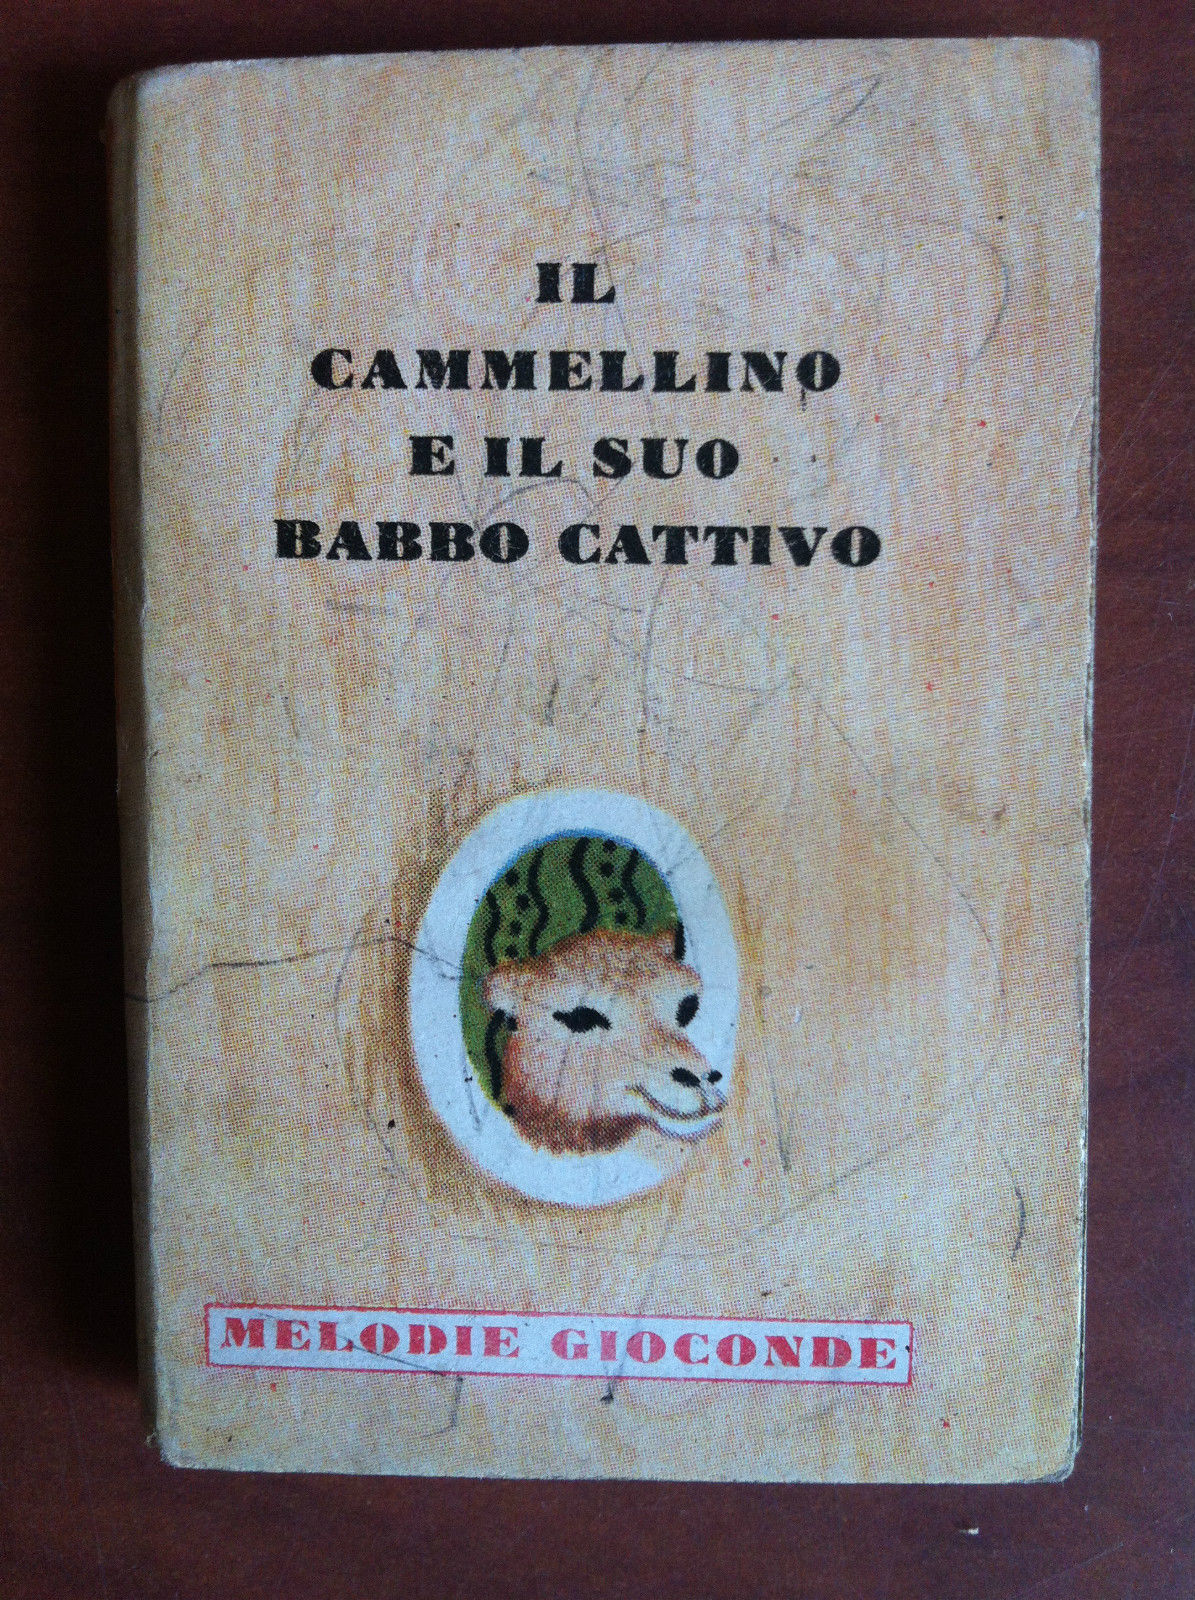 IL
CAMMELLINO
E IL SUO
BABBO CATTIVO
MELODIE GIOCONDE